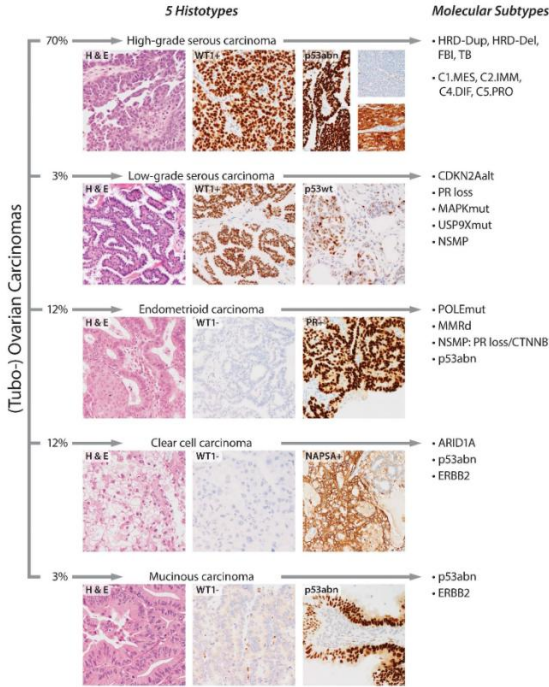 5 Histotypes
Molecular Subtypes
(Tubo-) Ovarian Carcinomas
70%
High-grade serous carcinoma
H & E
WT1+
p53abn
• HRD-Dup, HRD-Del,
FBI, TB
• C1.MES, C2.IMM,
C4.DIF, C5.PRO
3%
Low-grade serous carcinoma
H & E
WT1+
p53wt
• CDKN2Aalt
• PR loss
• MAPKmut
• USP9Xmut
• NSMP
12%
Endometrioid carcinoma
H & E
WT1-
PR+
• POLEmut
• MMRd
• NSMP: PR loss/CTNNB
• p53abn
12%
Clear cell carcinoma
H & E
WT1-
NAPSA+
• ARID1A
• p53abn
• ERBB2
3%
Mucinous carcinoma
H & E
WT1-
p53abn
• p53abn
• ERBB2